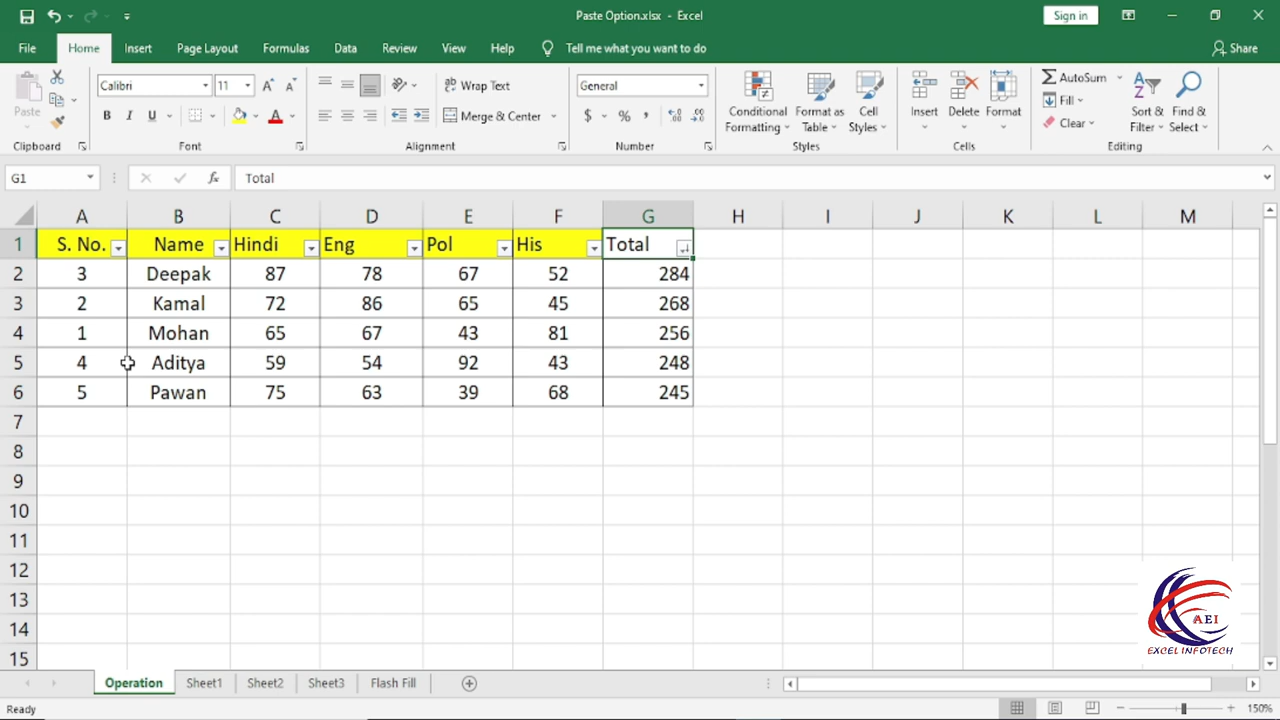 Paste Option.xlsx - Excel
Sign in
File Home Insert Page Layout Formulas Data Review View Help Tell me what you want to do Share
Paste
Clipboard
Calibri 11 A A
B I U A
Font
Wrap Text
Merge & Center
Alignment
General
$ % ,
Number
Conditional Formatting
Format as Table
Cell Styles
Styles
Insert Delete Format
Cells
AutoSum
Fill
Clear
Sort & Filter
Find & Select
Editing
G1 fx Total
A B C D E F G H I J K L M
1 S. No. Name Hindi Eng Pol His Total
2 3 Deepak 87 78 67 52 284
3 2 Kamal 72 86 65 45 268
4 1 Mohan 65 67 43 81 256
5 4 Aditya 59 54 92 43 248
6 5 Pawan 75 63 39 68 245
7
8
9
10
11
12
13
14
15
AEI
EXCEL INFOTECH
Operation Sheet1 Sheet2 Sheet3 Flash Fill
Ready 150%